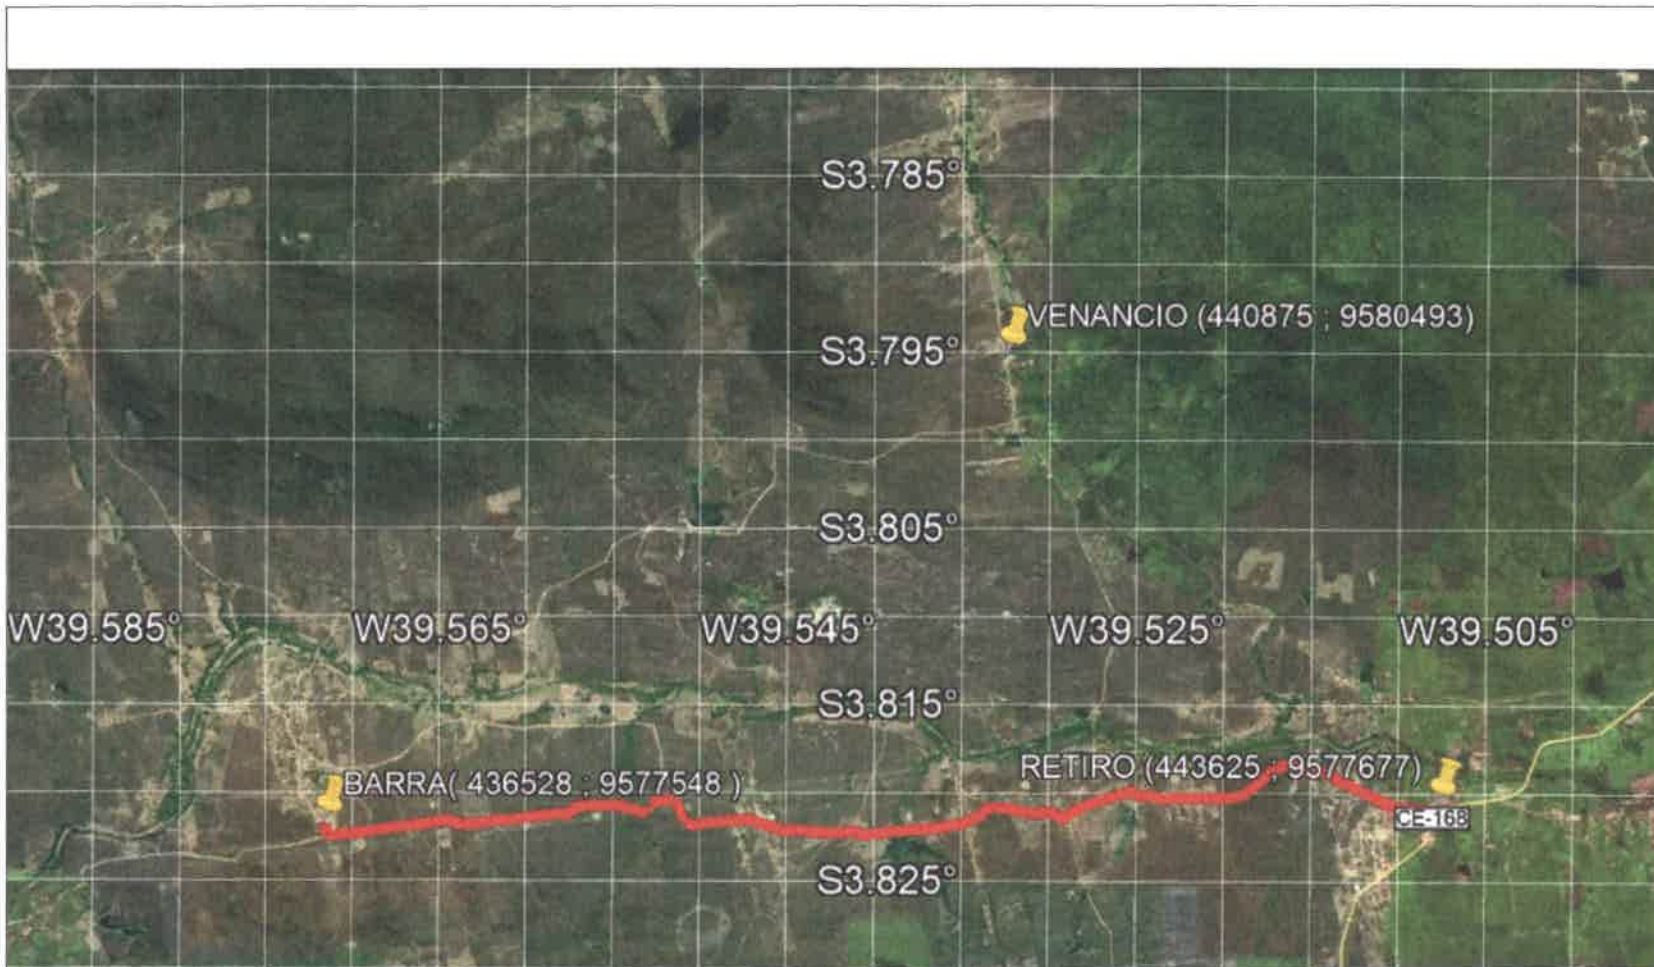 S3.785°
VENANCIO (440875 ; 9580493)
S3.795°
S3.805°
W39.585° W39.565° W39.545° W39.525° W39.505°
S3.815°
RETIRO (443625 ; 9577677)
BARRA( 436528 ; 9577548 )
CE-168
S3.825°